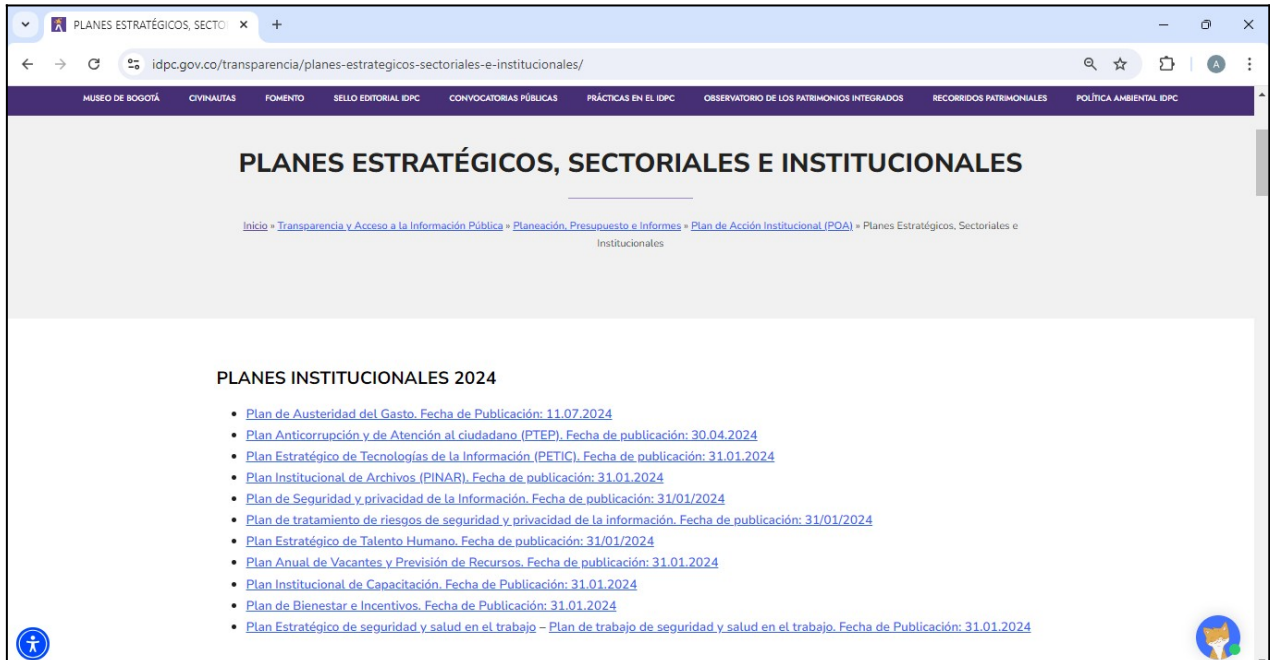 PLANES ESTRATÉGICOS, SECTO
idpc.gov.co/transparencia/planes-estrategicos-sectoriales-e-institucionales/
A
MUSEO DE BOGOTÁ CIVINAUTAS FOMENTO SELLO EDITORIAL IDPC CONVOCATORIAS PÚBLICAS PRÁCTICAS EN EL IDPC OBSERVATORIO DE LOS PATRIMONIOS INTEGRADOS RECORRIDOS PATRIMONIALES POLÍTICA AMBIENTAL IDPC
PLANES ESTRATÉGICOS, SECTORIALES E INSTITUCIONALES
Inicio » Transparencia y Acceso a la Información Pública » Planeación, Presupuesto e Informes » Plan de Acción Institucional (POA) » Planes Estratégicos, Sectoriales e
Institucionales
PLANES INSTITUCIONALES 2024
• Plan de Austeridad del Gasto. Fecha de Publicación: 11.07.2024
• Plan Anticorrupción y de Atención al ciudadano (PTEP). Fecha de publicación: 30.04.2024
• Plan Estratégico de Tecnologías de la Información (PETIC). Fecha de publicación: 31.01.2024
• Plan Institucional de Archivos (PINAR). Fecha de publicación: 31.01.2024
• Plan de Seguridad y privacidad de la Información. Fecha de publicación: 31/01/2024
• Plan de tratamiento de riesgos de seguridad y privacidad de la información. Fecha de publicación: 31/01/2024
• Plan Estratégico de Talento Humano. Fecha de publicación: 31/01/2024
• Plan Anual de Vacantes y Previsión de Recursos. Fecha de publicación: 31.01.2024
• Plan Institucional de Capacitación. Fecha de Publicación: 31.01.2024
• Plan de Bienestar e Incentivos. Fecha de Publicación: 31.01.2024
• Plan Estratégico de seguridad y salud en el trabajo – Plan de trabajo de seguridad y salud en el trabajo. Fecha de Publicación: 31.01.2024